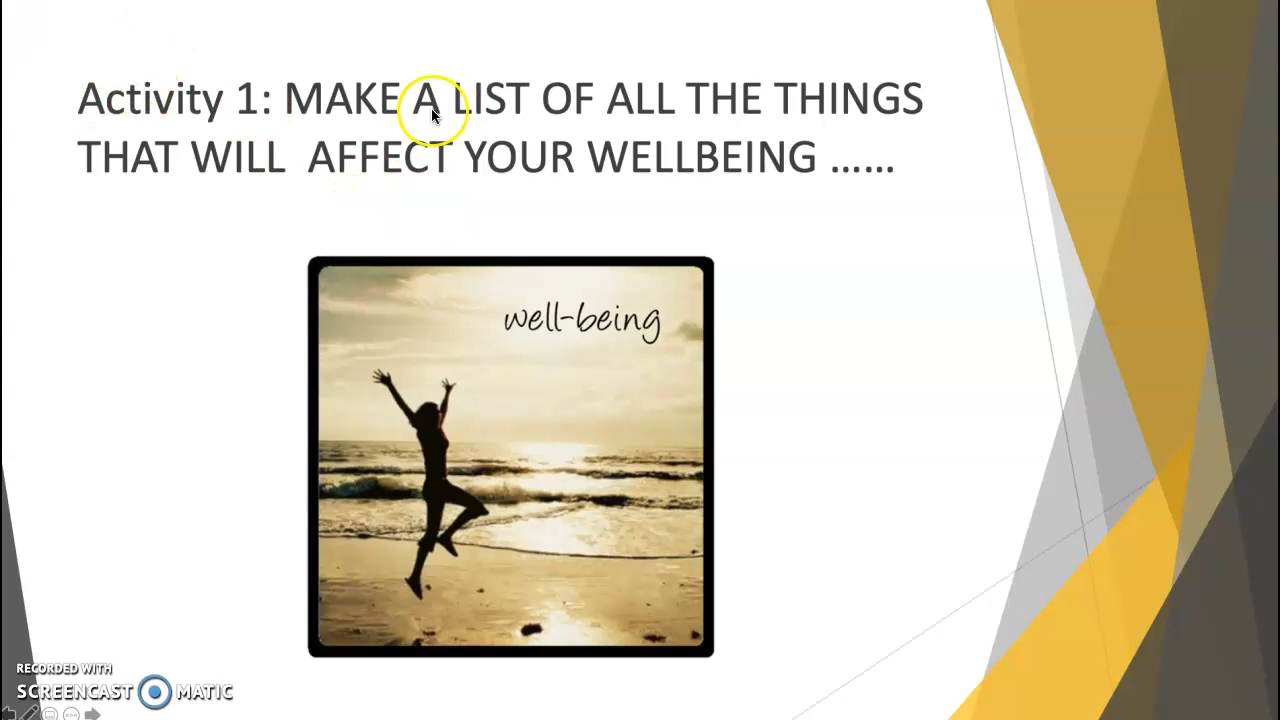 Activity 1: MAKE A LIST OF ALL THE THINGS
THAT WILL AFFECT YOUR WELLBEING ......
well-being
RECORDED WITH
SCREENCAST MATIC